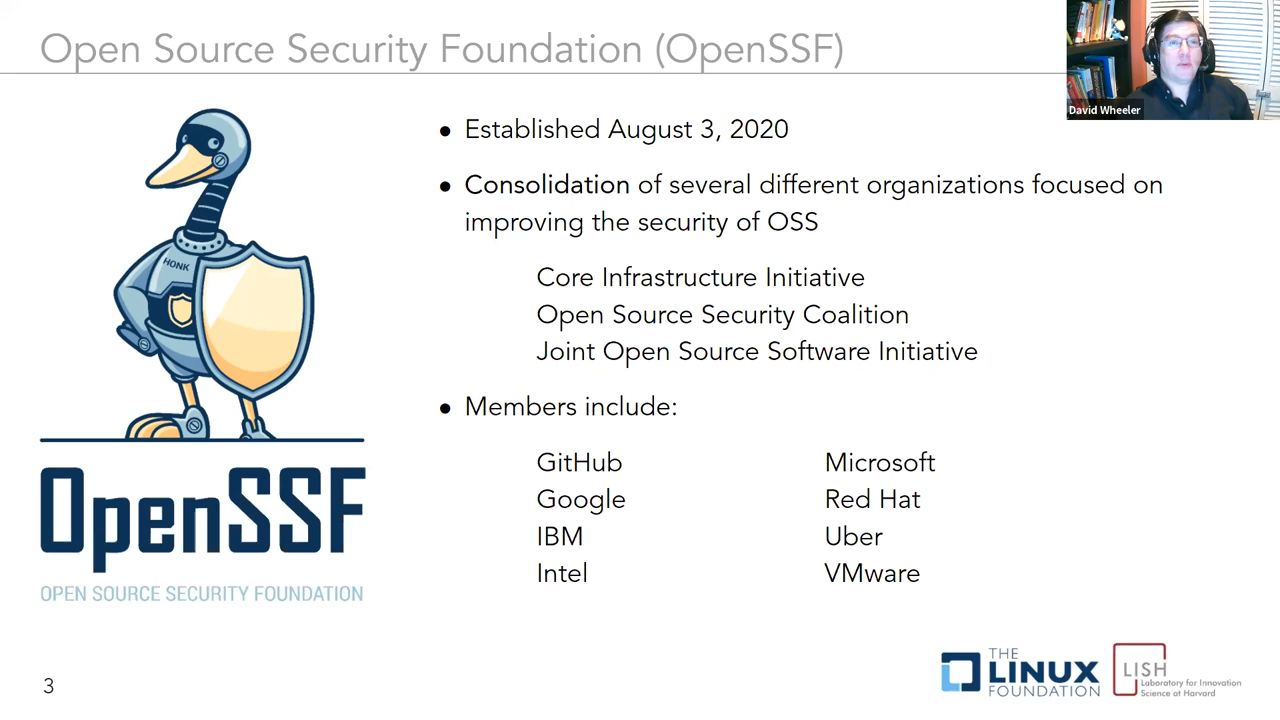 Open Source Security Foundation (OpenSSF)
David Wheeler
● Established August 3, 2020
● Consolidation of several different organizations focused on
improving the security of OSS
Core Infrastructure Initiative
Open Source Security Coalition
Joint Open Source Software Initiative
● Members include:
GitHub
Google
IBM
Intel
Microsoft
Red Hat
Uber
VMware
HONK
OpenSSF
OPEN SOURCE SECURITY FOUNDATION
3
THE
LINUX
FOUNDATION
LISH
Laboratory for Innovation
Science at Harvard